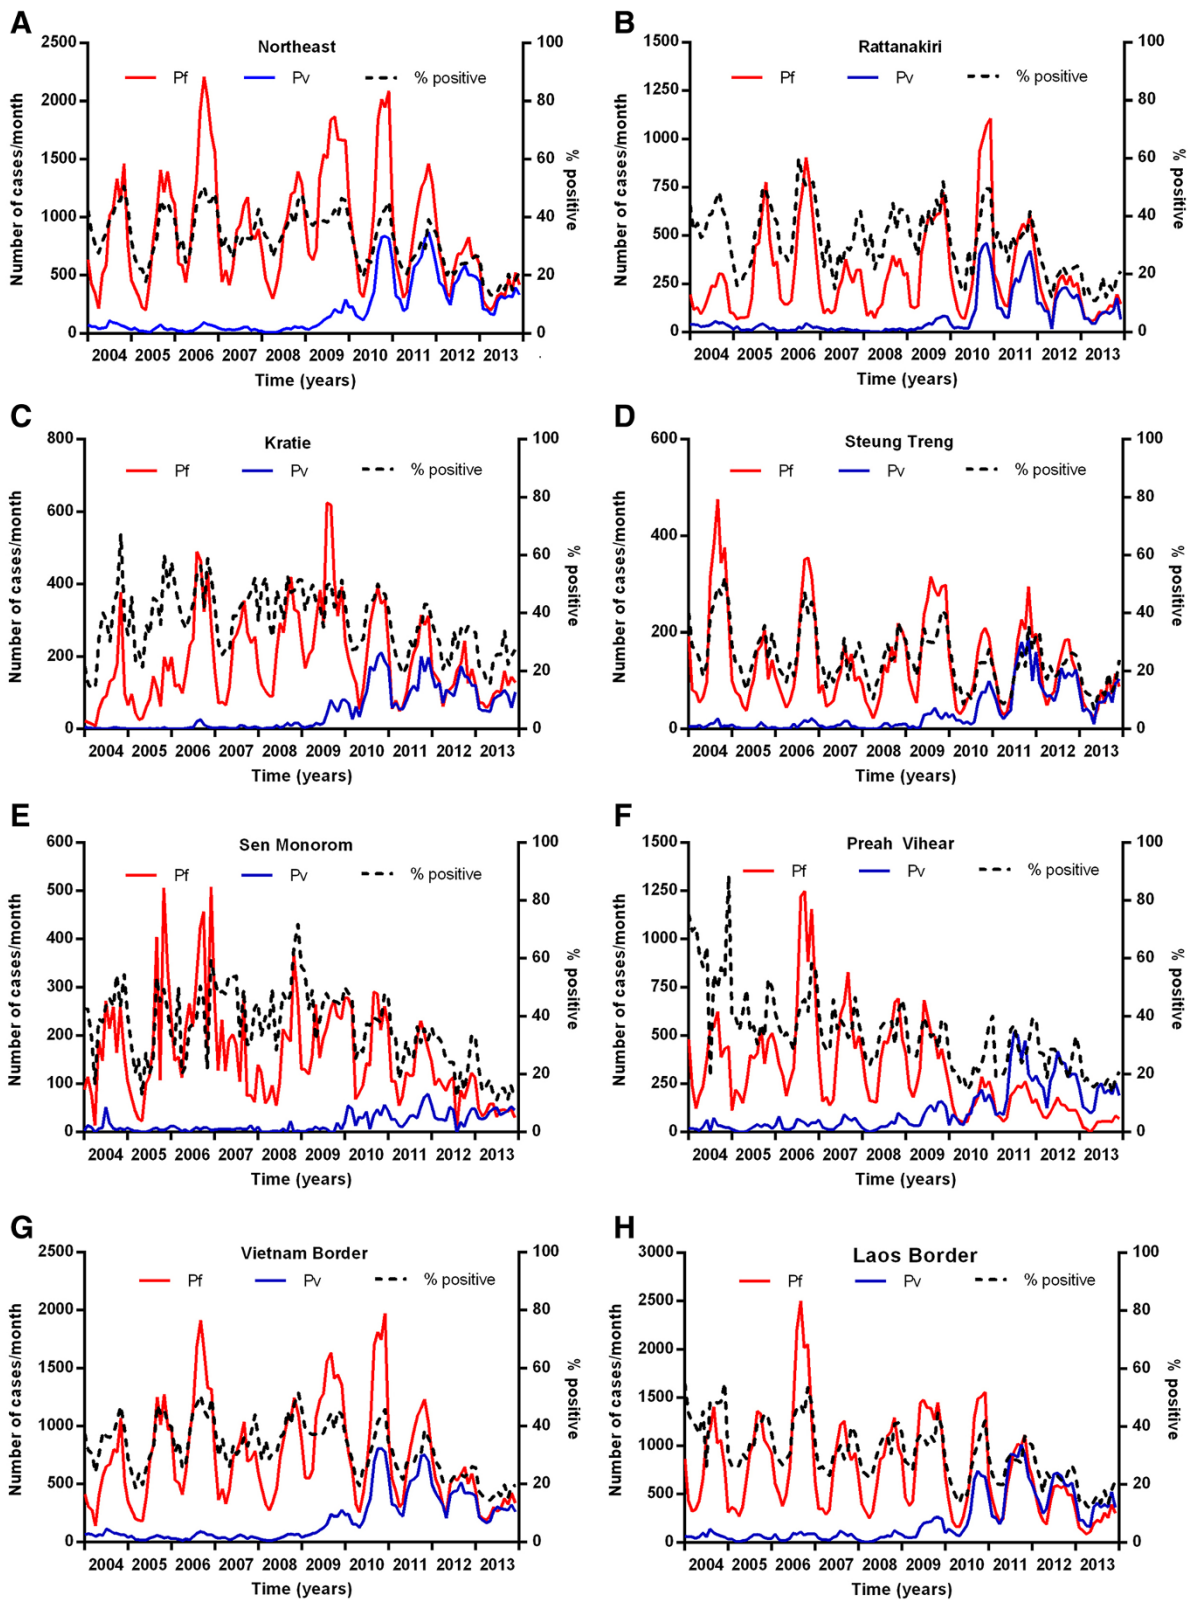 A
Northeast
Pf Pv % positive
Number of cases/month
2500
2000
1500
1000
500
0
100
80
60
40
20
0
% positive
2004 2005 2006 2007 2008 2009 2010 2011 2012 2013
Time (years)
B
Rattanakiri
Pf Pv % positive
Number of cases/month
1500
1250
1000
750
500
250
0
100
80
60
40
20
0
% positive
2004 2005 2006 2007 2008 2009 2010 2011 2012 2013
Time (years)
C
Kratie
Pf Pv % positive
Number of cases/month
800
600
400
200
0
100
80
60
40
20
0
% positive
2004 2005 2006 2007 2008 2009 2010 2011 2012 2013
Time (years)
D
Steung Treng
Pf Pv % positive
Number of cases/month
600
400
200
0
100
80
60
40
20
0
% positive
2004 2005 2006 2007 2008 2009 2010 2011 2012 2013
Time (years)
E
Sen Monorom
Pf Pv % positive
Number of cases/month
600
500
400
300
200
100
0
100
80
60
40
20
0
% positive
2004 2005 2006 2007 2008 2009 2010 2011 2012 2013
Time (years)
F
Preah Vihear
Pf Pv % positive
Number of cases/month
1500
1250
1000
750
500
250
0
100
80
60
40
20
0
% positive
2004 2005 2006 2007 2008 2009 2010 2011 2012 2013
Time (years)
G
Vietnam Border
Pf Pv % positive
Number of cases/month
2500
2000
1500
1000
500
0
100
80
60
40
20
0
% positive
2004 2005 2006 2007 2008 2009 2010 2011 2012 2013
Time (years)
H
Laos Border
Pf Pv % positive
Number of cases/month
3000
2500
2000
1500
1000
500
0
100
80
60
40
20
0
% positive
2004 2005 2006 2007 2008 2009 2010 2011 2012 2013
Time (years)